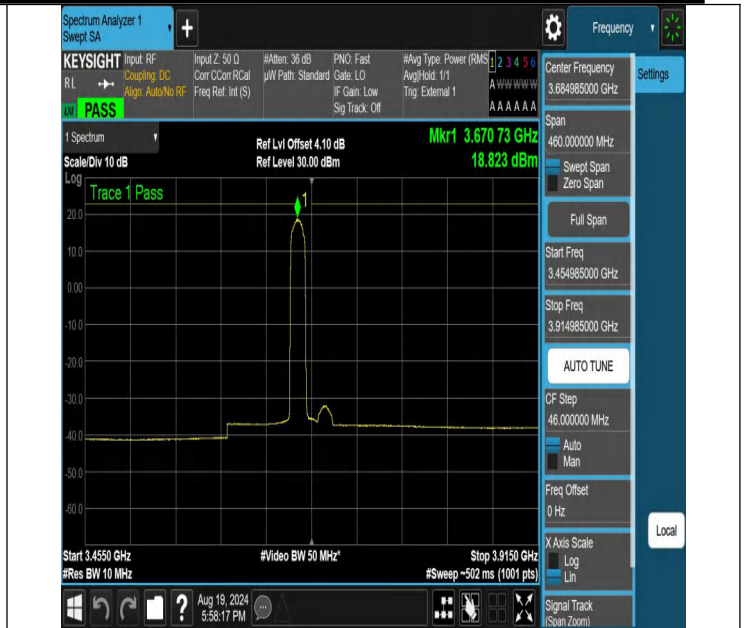 Spectrum Analyzer 1
Swept SA
+
Frequency
KEYSIGHT
RL
PASS
Input: RF
Coupling: DC
Align: Auto/No RF
Input Z: 50 Ω
Corr CCorr RCal
Freq Ref: Int (S)
#Atten: 36 dB
µW Path: Standard
PNO: Fast
Gate: LO
IF Gain: Low
Sig Track: Off
#Avg Type: Power (RMS
Avg|Hold: 1/1
Trig: External 1
1 2 3 4 5 6
A W W W W W
A A A A A A
1 Spectrum
Scale/Div 10 dB
Ref Lvl Offset 4.10 dB
Ref Level 30.00 dBm
Mkr1 3.670 73 GHz
18.823 dBm
Log
Trace 1 Pass
1
20.0
10.0
0.00
-10.0
-20.0
-30.0
-40.0
-50.0
-60.0
Start 3.4550 GHz
#Res BW 10 MHz
#Video BW 50 MHz*
Stop 3.9150 GHz
#Sweep ~502 ms (1001 pts)
Center Frequency
3.684985000 GHz
Settings
Span
460.000000 MHz
Swept Span
Zero Span
Full Span
Start Freq
3.454985000 GHz
Stop Freq
3.914985000 GHz
AUTO TUNE
CF Step
46.000000 MHz
Auto
Man
Freq Offset
0 Hz
X Axis Scale
Log
Lin
Local
Signal Track
(Span Zoom)
?
Aug 19, 2024
5:58:17 PM